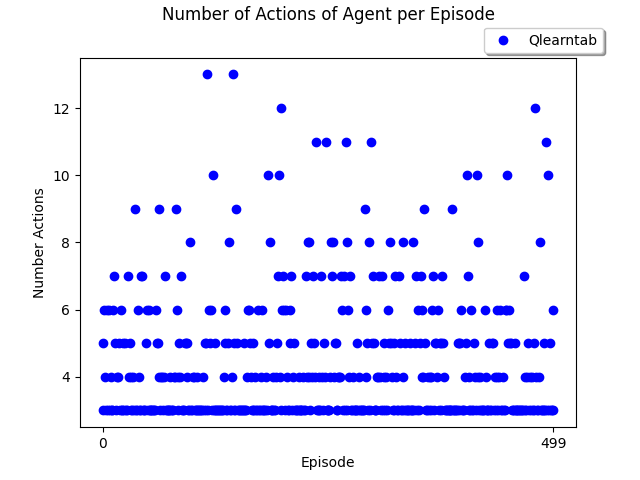 Number of Actions of Agent per Episode
Qlearntab
Number Actions
12
10
8
6
4
0
499
Episode